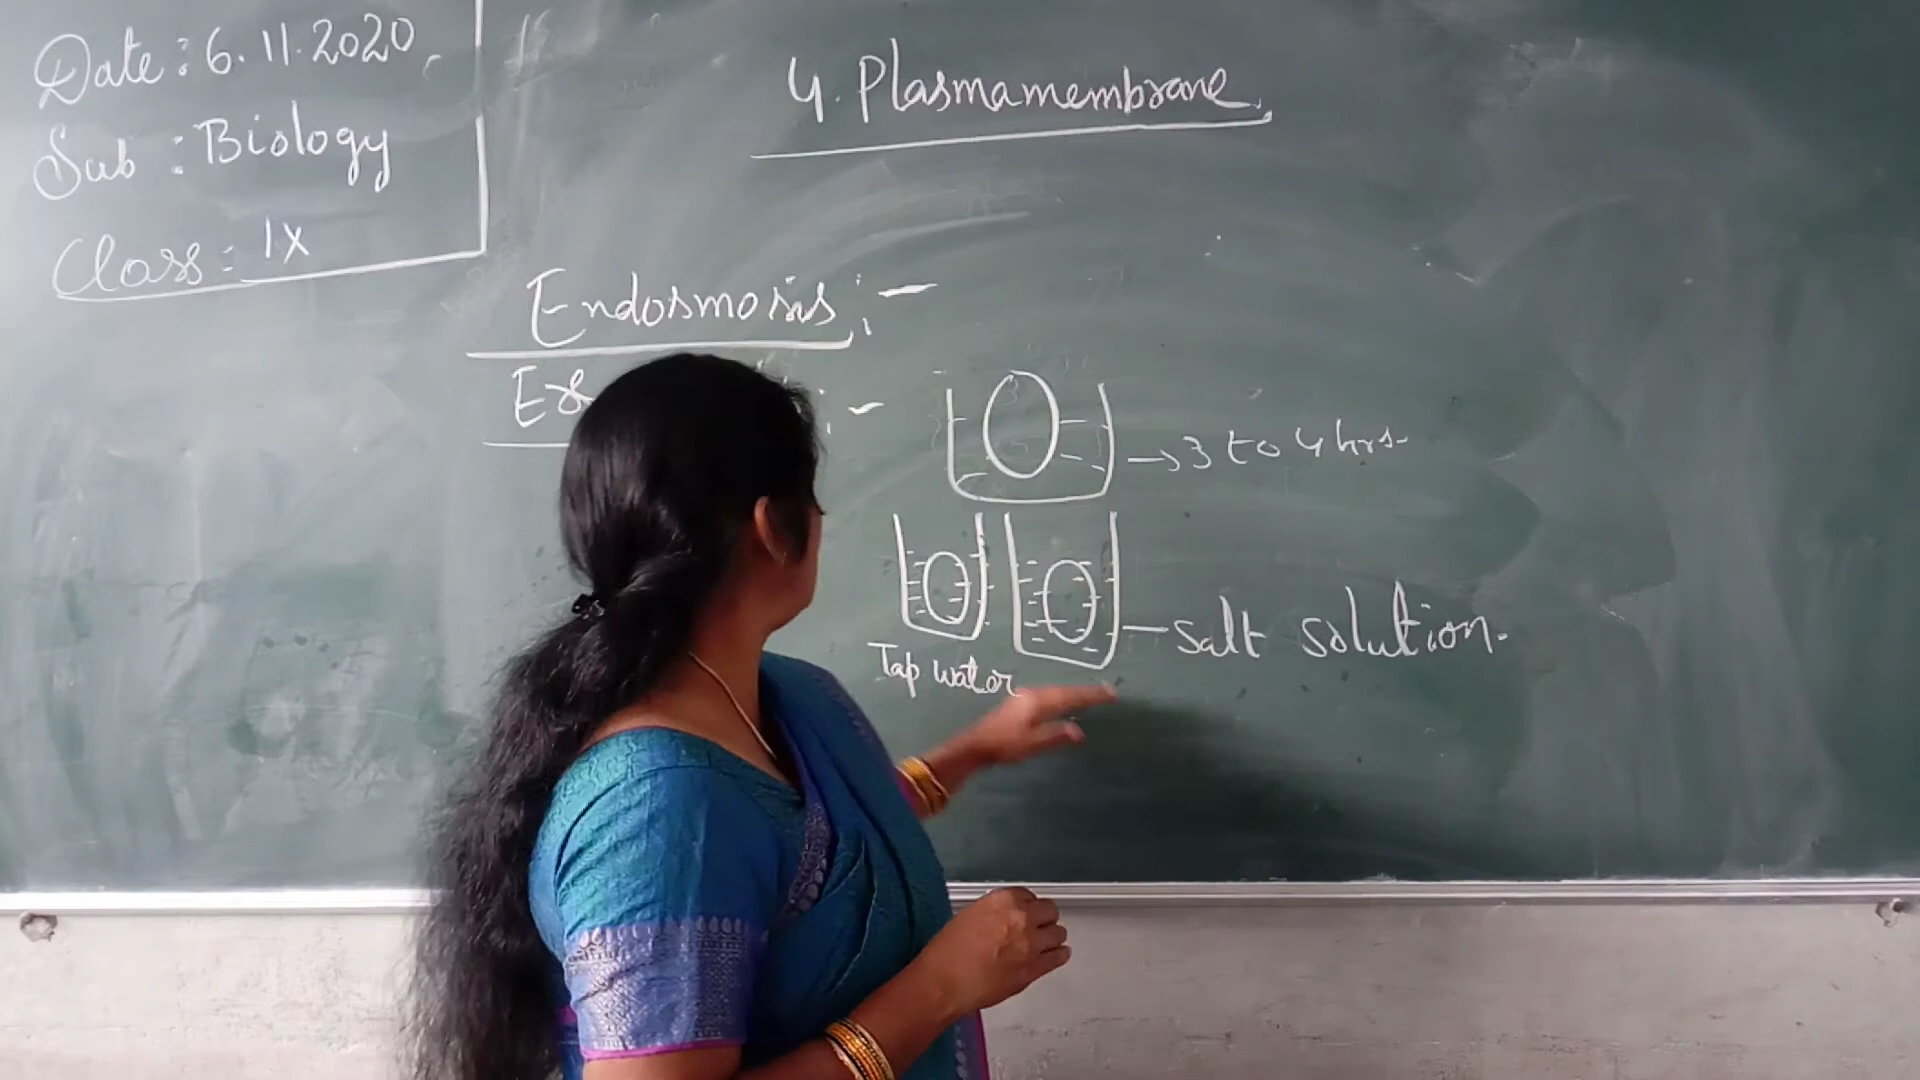 Date: 6.11.2020
Sub: Biology
Class: IX
4. Plasmamembrane.
Endosmosis:-
→ 3 to 4 hrs.
Tap water
- Salt solution.